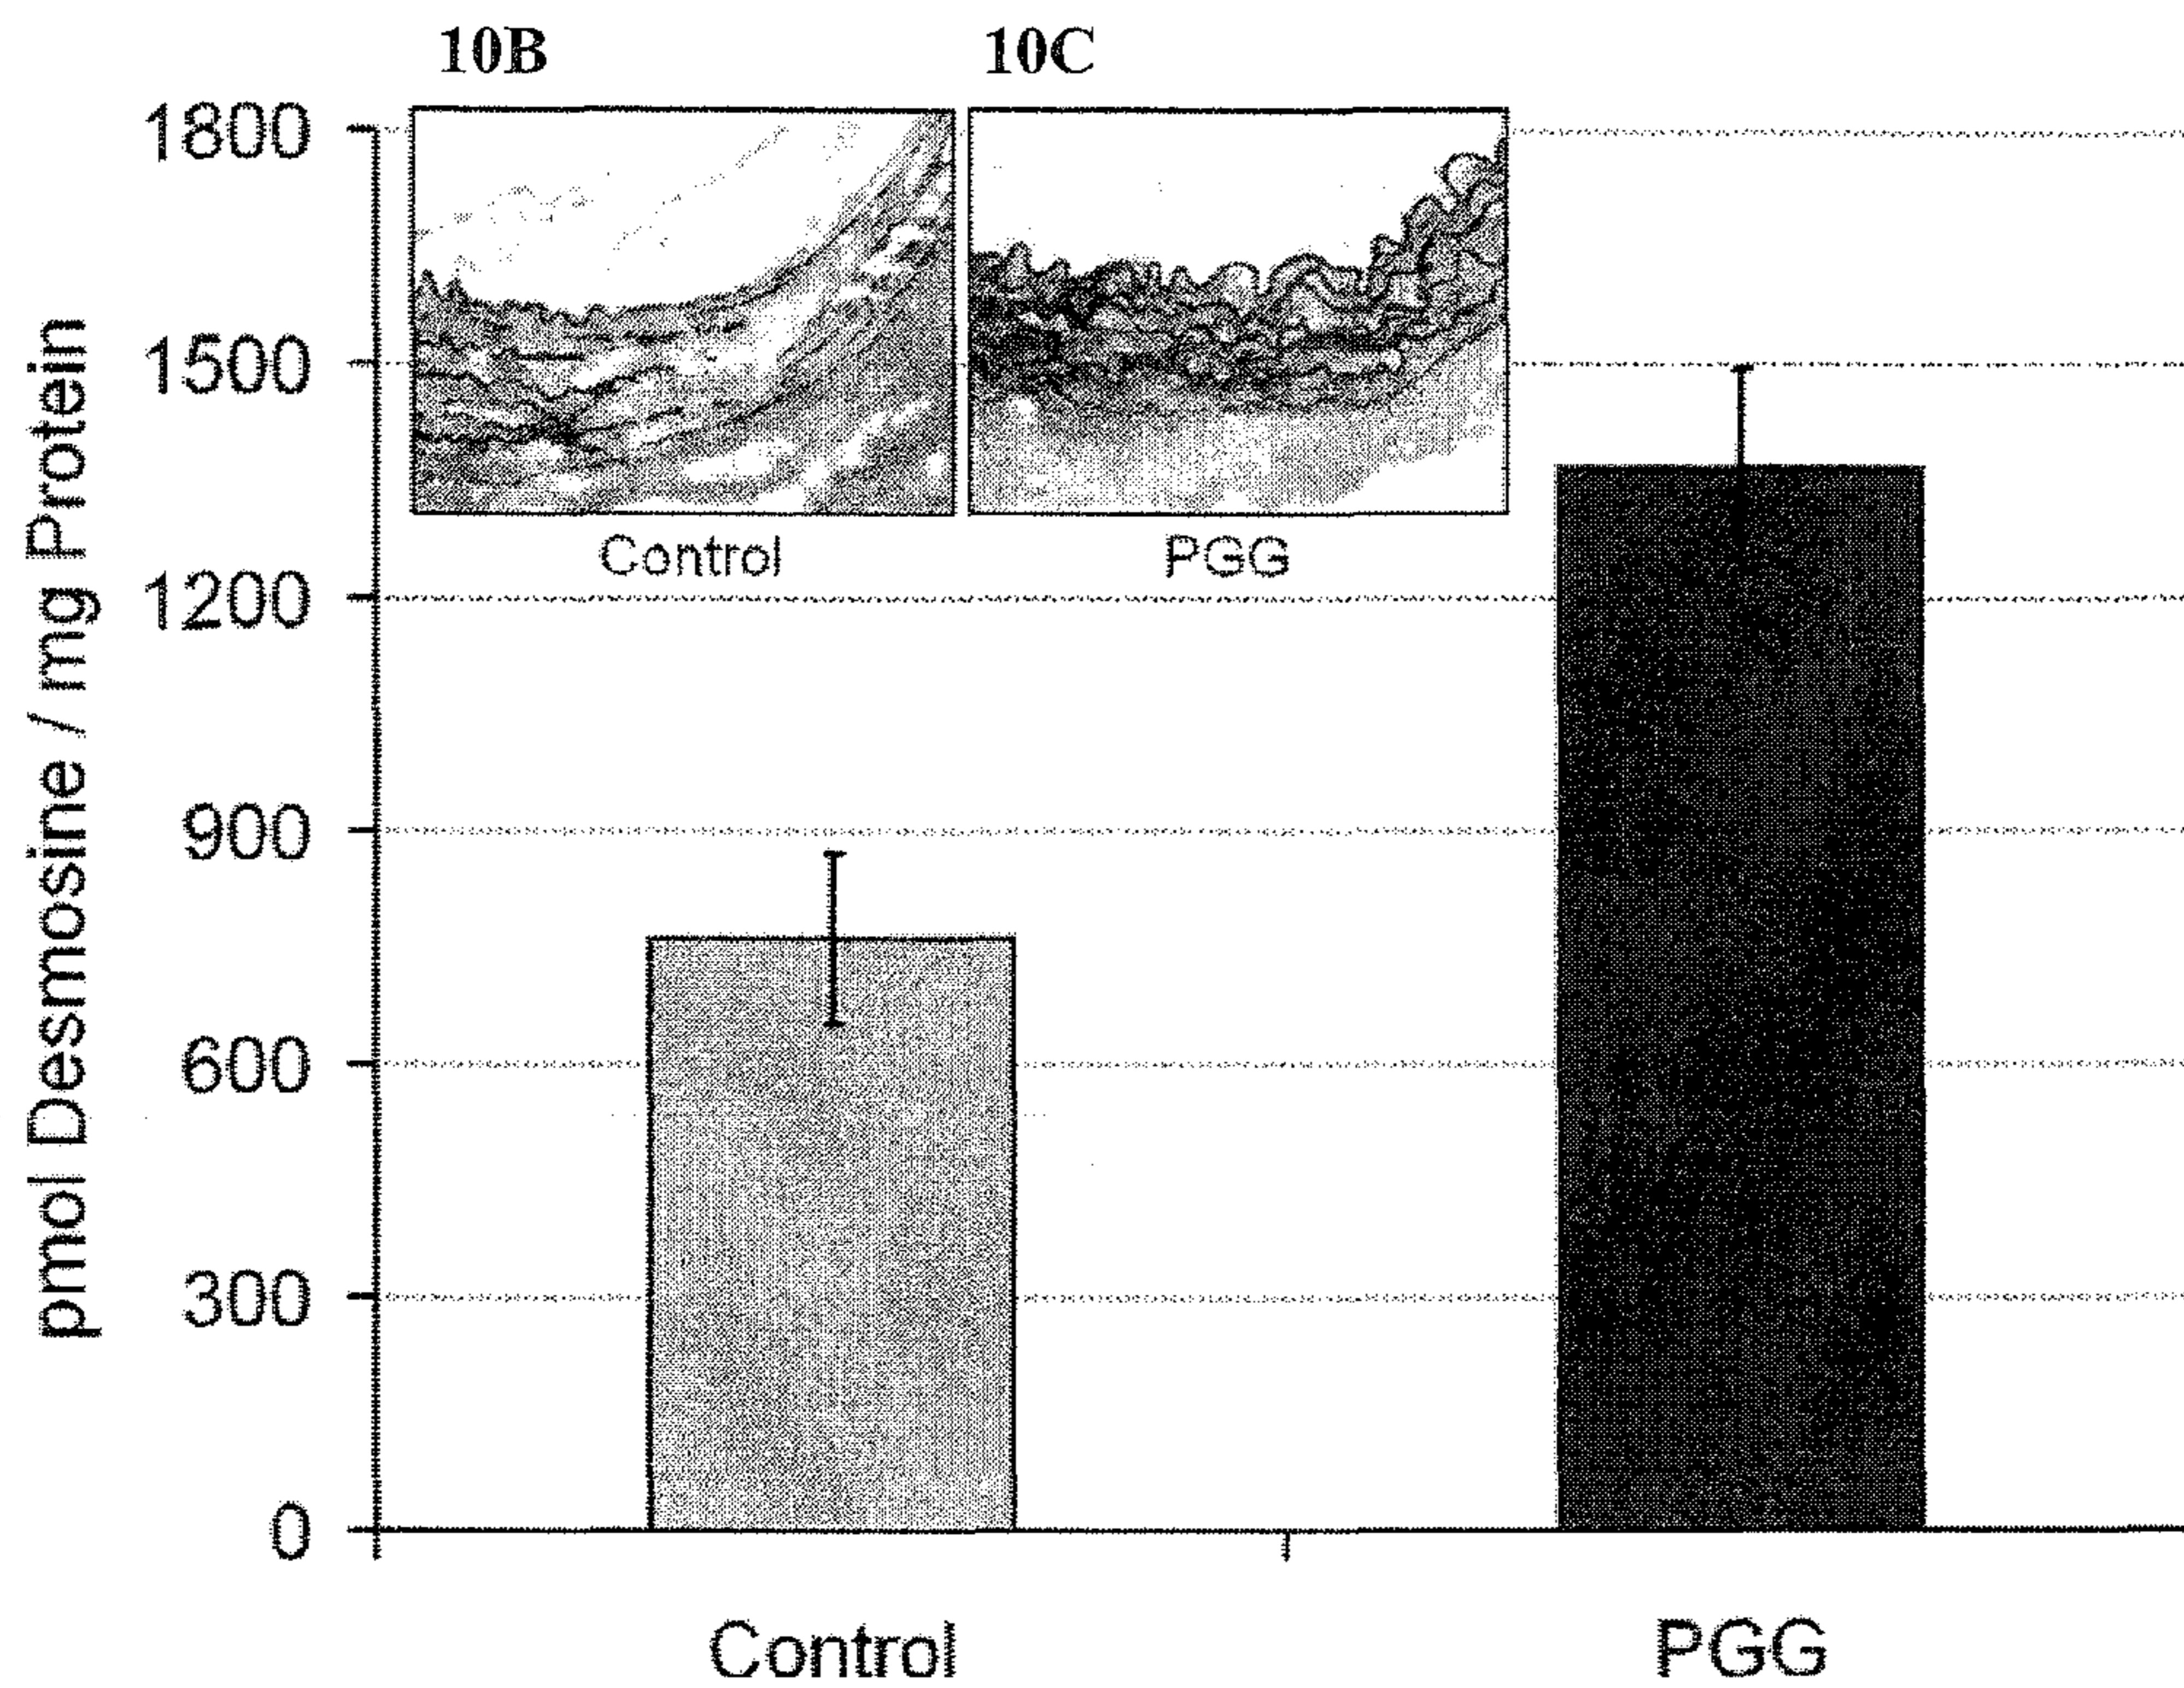 10B
10C
1800
1500
1200
900
600
300
0
pmol Desmosine / mg Protein
Control
PGG
Control
PGG